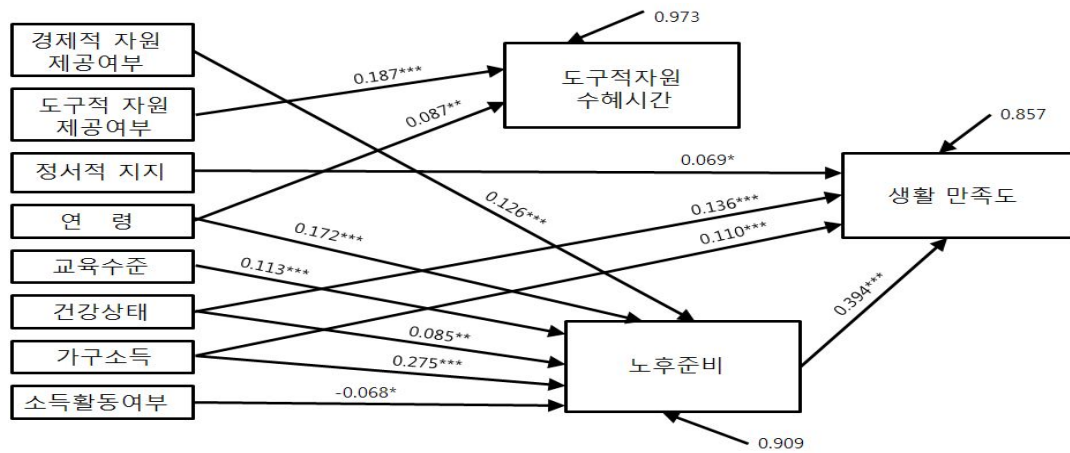 경제적 자원
제공여부
도구적 자원
제공여부
정서적 지지
연 령
교육수준
건강상태
가구소득
소득활동여부
0.973
도구적자원
수혜시간
0.187***
0.087**
0.857
0.069*
생활 만족도
0.136***
0.110***
0.126***
0.172***
0.113***
0.085**
0.275***
-0.068*
노후준비
0.394***
0.909